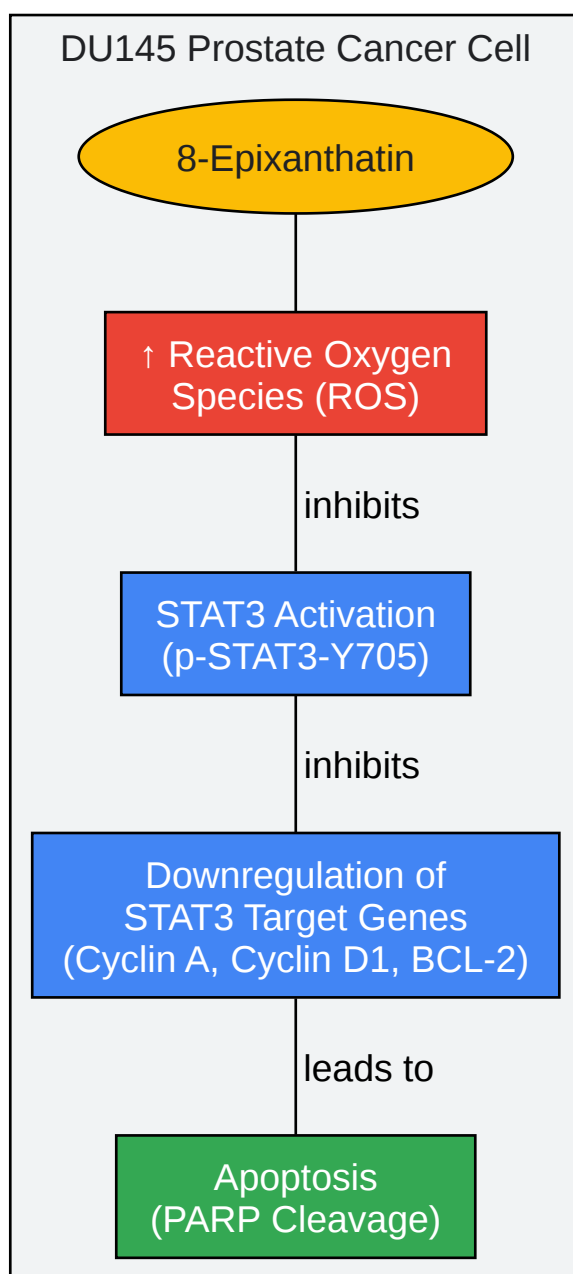 DU145 Prostate Cancer Cell
8-Epixanthatin
↑ Reactive Oxygen
Species (ROS)
inhibits
STAT3 Activation
(p-STAT3-Y705)
inhibits
Downregulation of
STAT3 Target Genes
(Cyclin A, Cyclin D1, BCL-2)
leads to
Apoptosis
(PARP Cleavage)